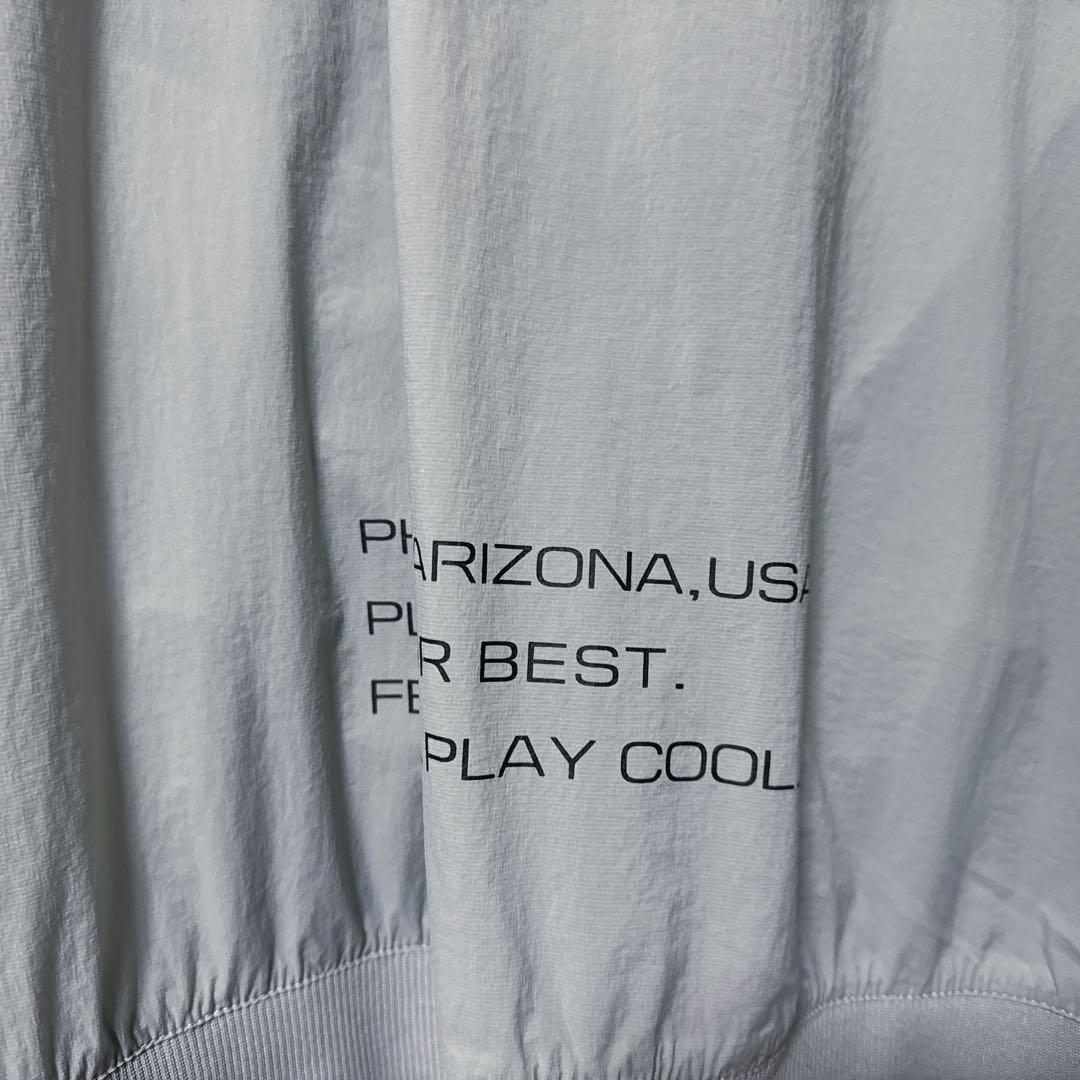 PH
PL
FE
ARIZONA,USA
R BEST.
PLAY COOL.